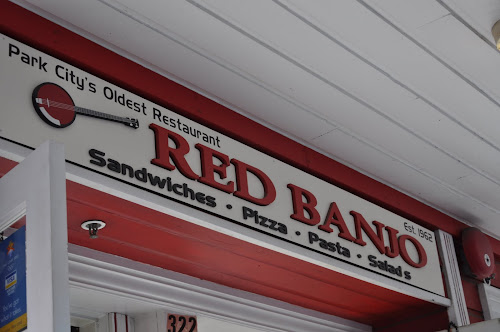 Park City's Oldest Restaurant
RED BANJO
Est. 1962
Sandwiches • Pizza • Pasta • Salads
322